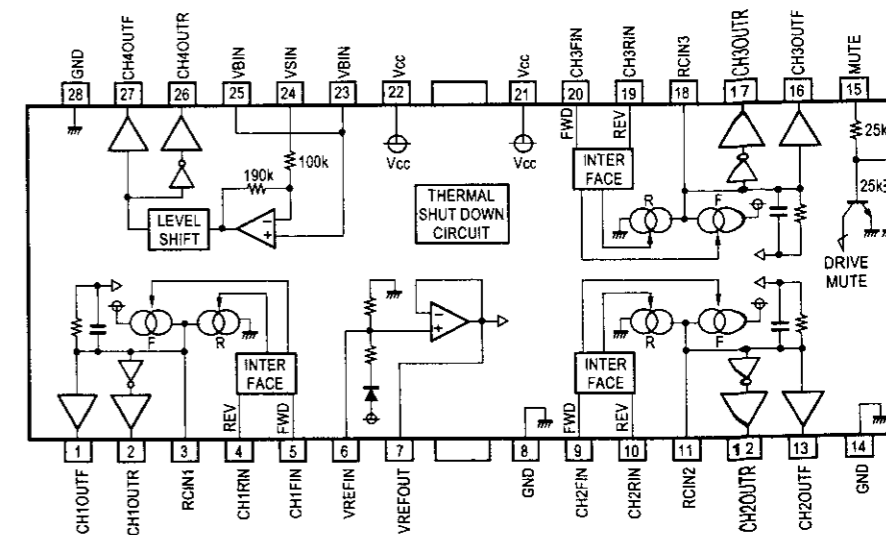 GND
CH4OUTF
CH4OUTR
VBIN
VSIN
VBIN
Vcc
Vcc
CH3FIN
CH3RIN
RCIN3
CH3OUTR
CH3OUTF
MUTE
28
27
26
25
24
23
22
21
20
19
18
17
16
15
FWD
REV
Vcc
Vcc
25k
25k
190k
100k
INTER
FACE
THERMAL
SHUT DOWN
CIRCUIT
LEVEL
SHIFT
R
F
DRIVE
MUTE
F
R
R
F
INTER
FACE
INTER
FACE
REV
FWD
FWD
REV
1
2
3
4
5
6
7
8
9
10
11
12
13
14
CH1OUTF
CH1OUTR
RCIN1
CH1RIN
CH1FIN
VREFIN
VREFOUT
GND
CH2FIN
CH2RIN
RCIN2
CH2OUTR
CH2OUTF
GND